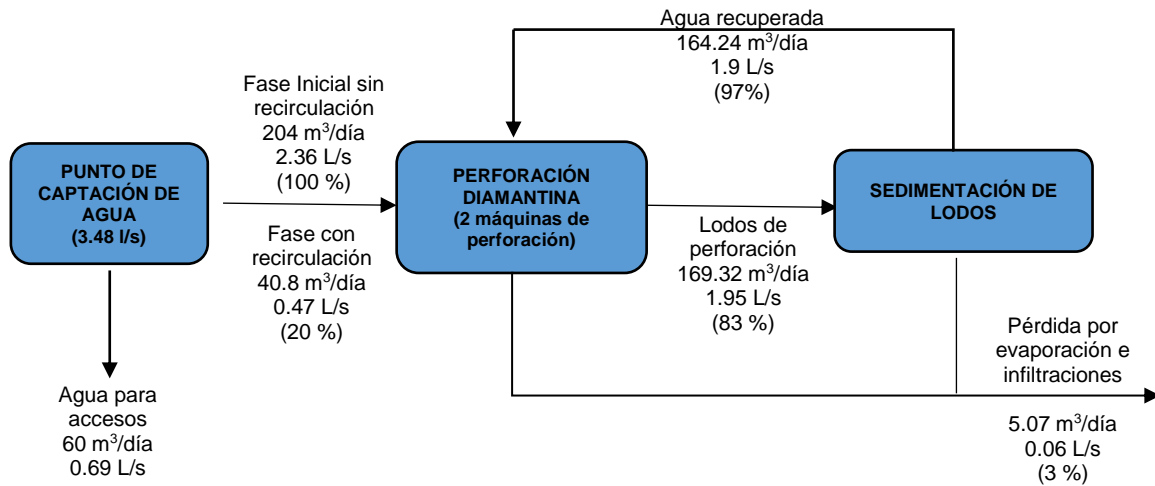 Agua recuperada
164.24 m³/día
1.9 L/s
(97%)
Fase Inicial sin
recirculación
204 m³/día
2.36 L/s
(100 %)
PUNTO DE
CAPTACIÓN DE
AGUA
(3.48 l/s)
PERFORACIÓN
DIAMANTINA
(2 máquinas de
perforación)
SEDIMENTACIÓN DE
LODOS
Fase con
recirculación
40.8 m³/día
0.47 L/s
(20 %)
Lodos de
perforación
169.32 m³/día
1.95 L/s
(83 %)
Pérdida por
evaporación e
infiltraciones
5.07 m³/día
0.06 L/s
(3 %)
Agua para
accesos
60 m³/día
0.69 L/s